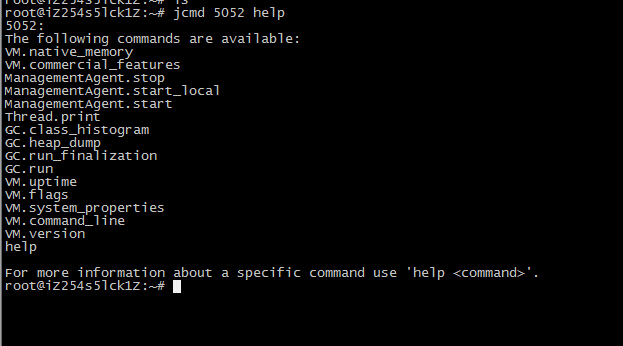 root@iZ254s5lck1Z:~# ls
root@iZ254s5lck1Z:~# jcmd 5052 help
5052:
The following commands are available:
VM.native_memory
VM.commercial_features
ManagementAgent.stop
ManagementAgent.start_local
ManagementAgent.start
Thread.print
GC.class_histogram
GC.heap_dump
GC.run_finalization
GC.run
VM.uptime
VM.flags
VM.system_properties
VM.command_line
VM.version
help
For more information about a specific command use 'help <command>'.
root@iZ254s5lck1Z:~#